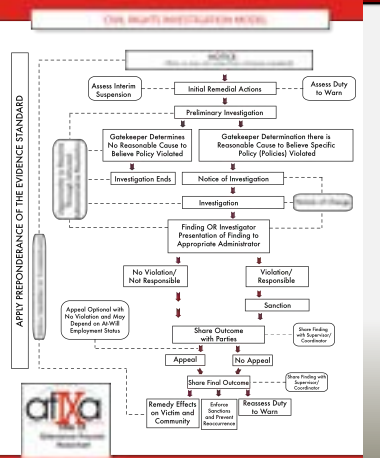 CIVIL RIGHTS INVESTIGATION MODEL
NOTICE
Assess Interim
Suspension
Initial Remedial Actions
Assess Duty
to Warn
Preliminary Investigation
Gatekeeper Determines
No Reasonable Cause to
Believe Policy Violated
Gatekeeper Determination there is
Reasonable Cause to Believe Specific
Policy (Policies) Violated
Investigation Ends
Notice of Investigation
Investigation
Finding OR Investigator
Presentation of Finding to
Appropriate Administrator
No Violation/
Not Responsible
Violation/
Responsible
Sanction
Appeal Optional with
No Violation and May
Depend on At-Will
Employment Status
Share Outcome
with Parties
Share Finding
with Supervisor/
Coordinator
Appeal
No Appeal
Share Final Outcome
Share Finding with
Supervisor/
Coordinator
Remedy Effects
on Victim and
Community
Enforce
Sanctions
and Prevent
Reoccurrence
Reassess Duty
to Warn
APPLY PREPONDERANCE OF THE EVIDENCE STANDARD
atIXa